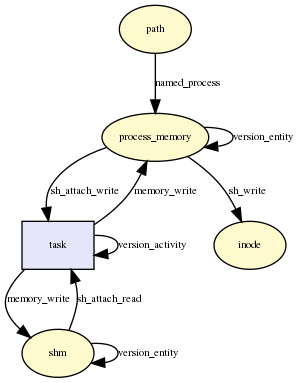 path
named_process
process_memory
version_entity
sh_attach_write
memory_write
sh_write
task
version_activity
inode
memory_write
sh_attach_read
shm
version_entity